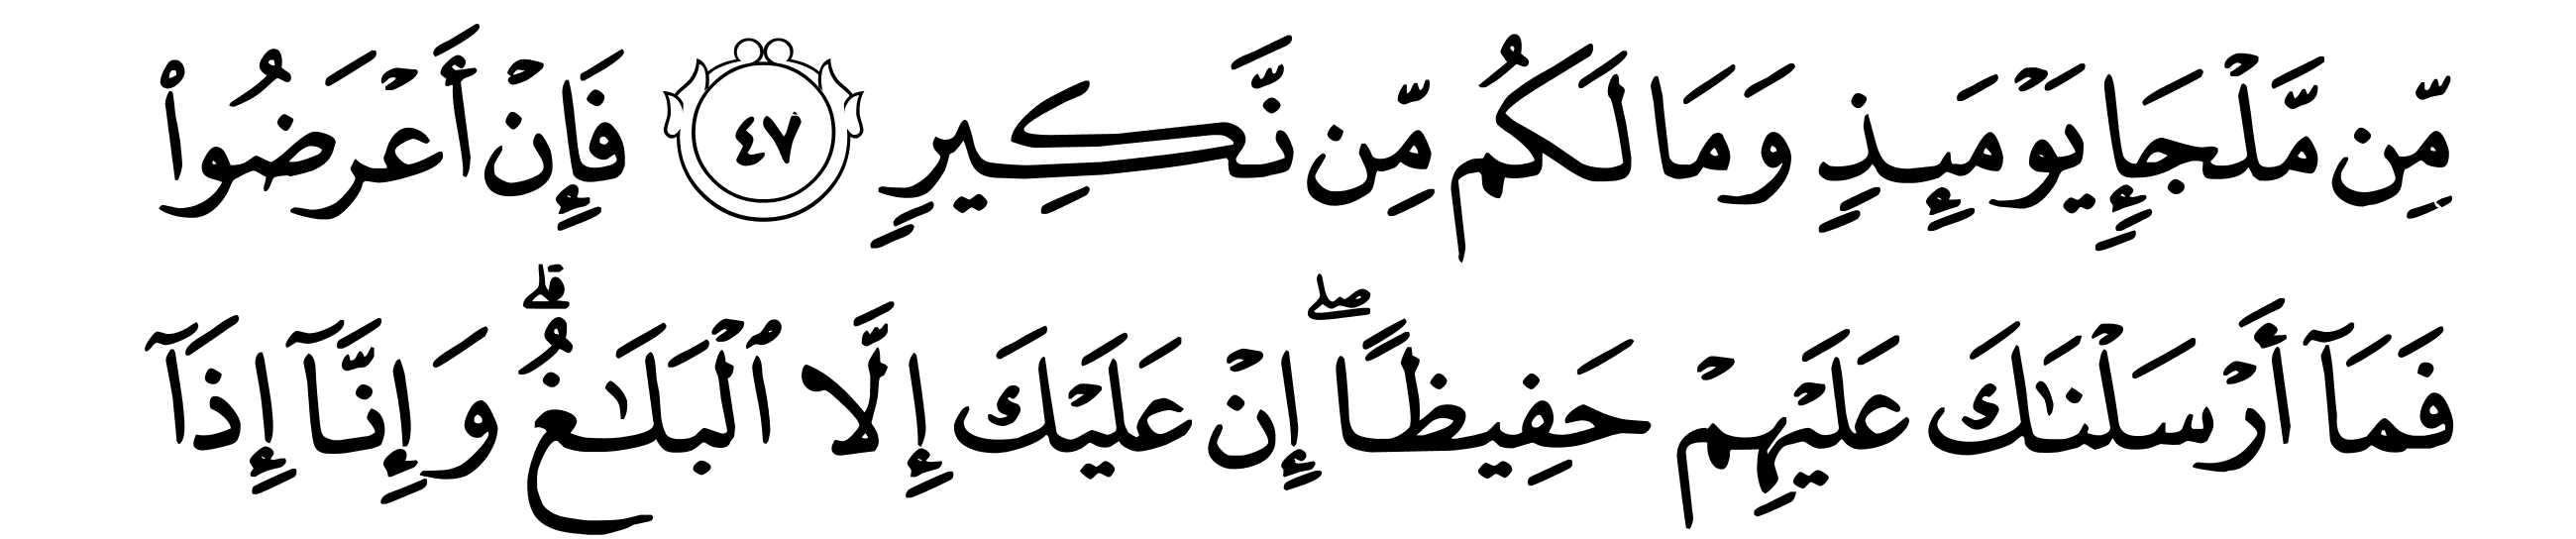 مِّن مَّلْجَإٍ يَوْمَئِذٍ وَمَا لَكُم مِّن نَّكِيرٍ ٤٧ فَإِنْ أَعْرَضُوا۟
فَمَآ أَرْسَلْنَٰكَ عَلَيْهِمْ حَفِيظًا ۖ إِنْ عَلَيْكَ إِلَّا ٱلْبَلَٰغُ ۗ وَإِنَّآ إِذَآ